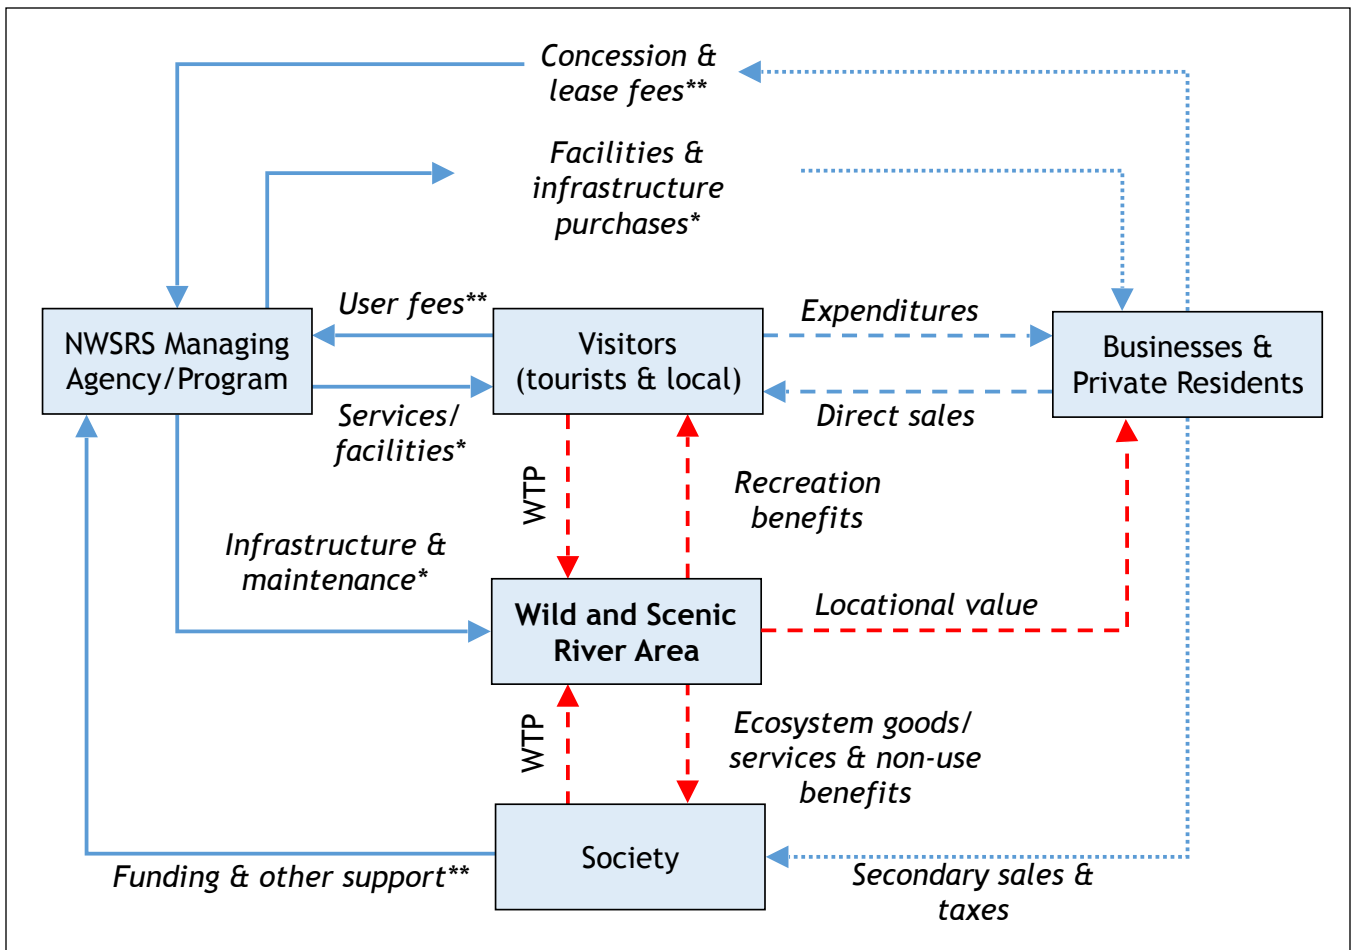 Concession &
lease fees**
Facilities &
infrastructure
purchases*
User fees**
Expenditures
NWSRS Managing
Agency/Program
Visitors
(tourists & local)
Businesses &
Private Residents
Services/
facilities*
Direct sales
WTP
Recreation
benefits
Infrastructure &
maintenance*
Wild and Scenic
River Area
Locational value
WTP
Ecosystem goods/
services & non-use
benefits
Society
Funding & other support**
Secondary sales &
taxes